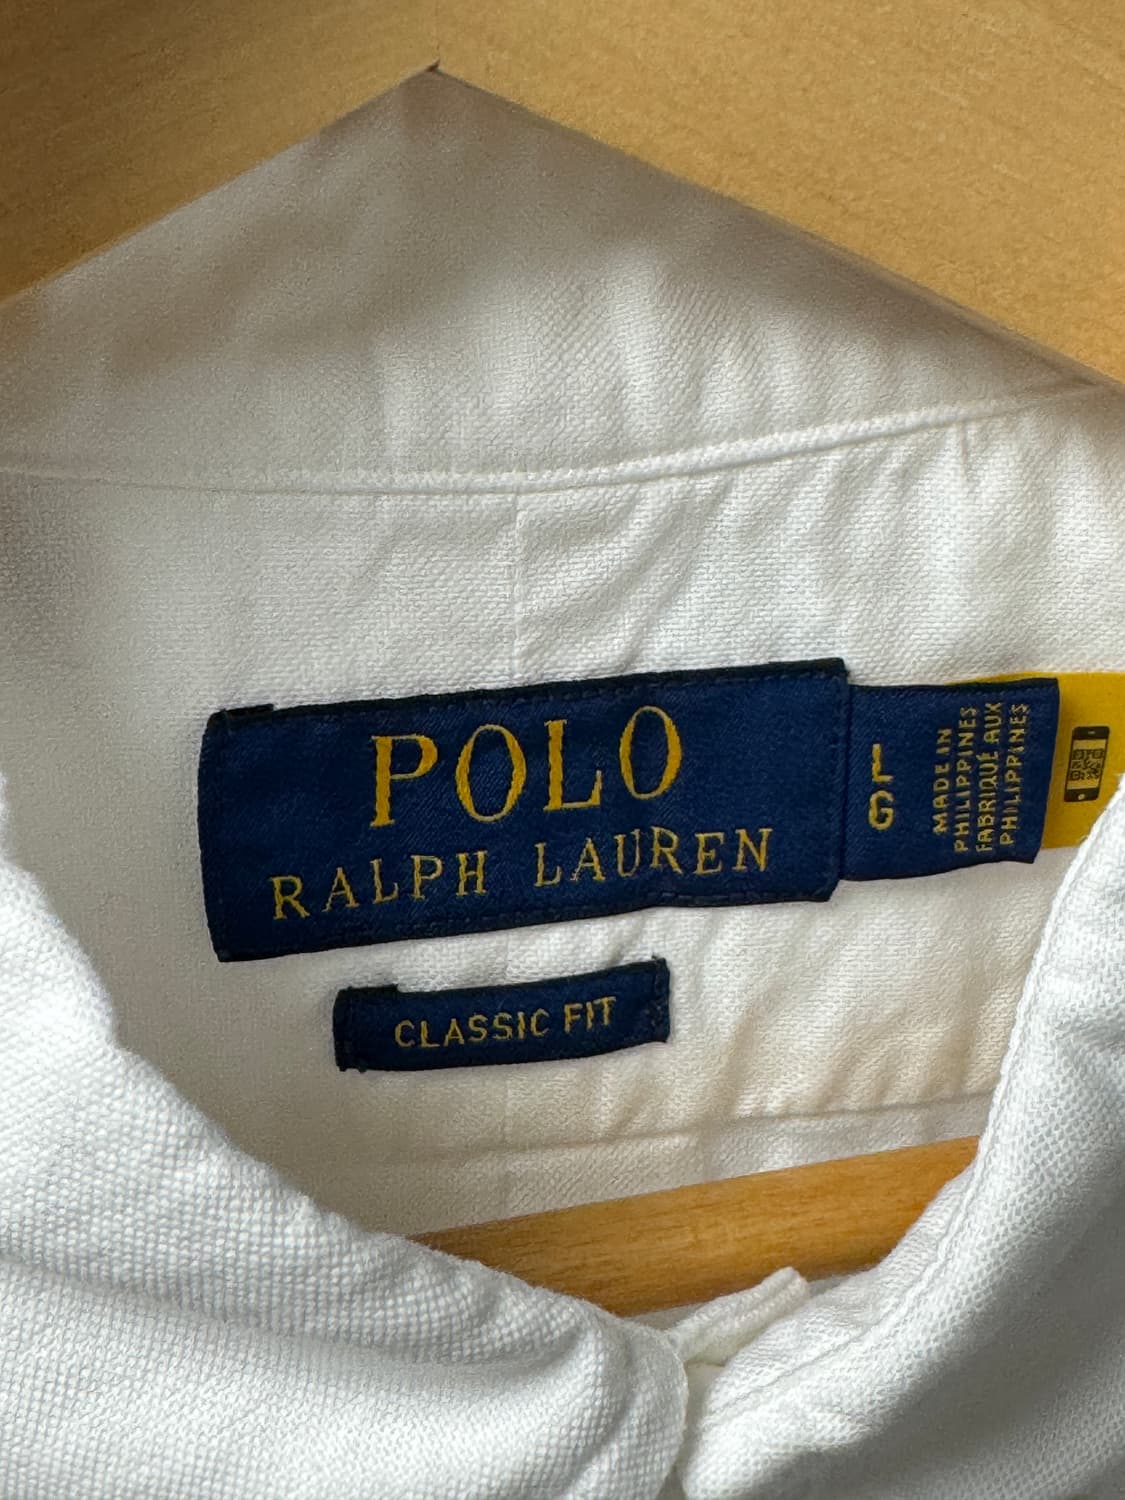 POLO
RALPH LAUREN
L
G
MADE IN
PHILIPPINES
FABRIQUÉ AUX
PHILIPPINES
CLASSIC FIT